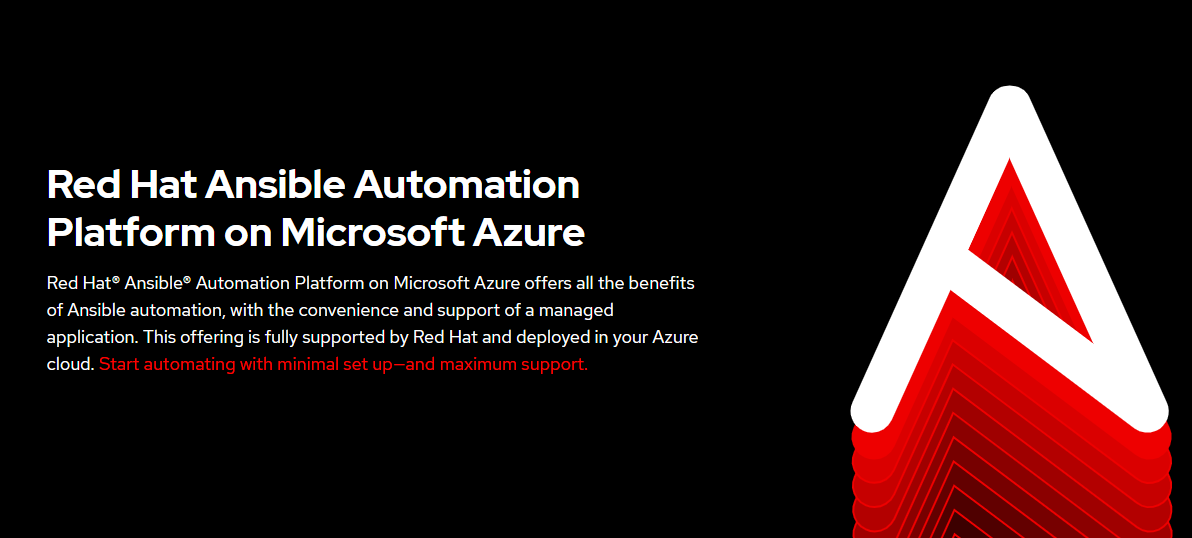 Red Hat Ansible Automation
Platform on Microsoft Azure
Red Hat® Ansible® Automation Platform on Microsoft Azure offers all the benefits
of Ansible automation, with the convenience and support of a managed
application. This offering is fully supported by Red Hat and deployed in your Azure
cloud. Start automating with minimal set up—and maximum support.